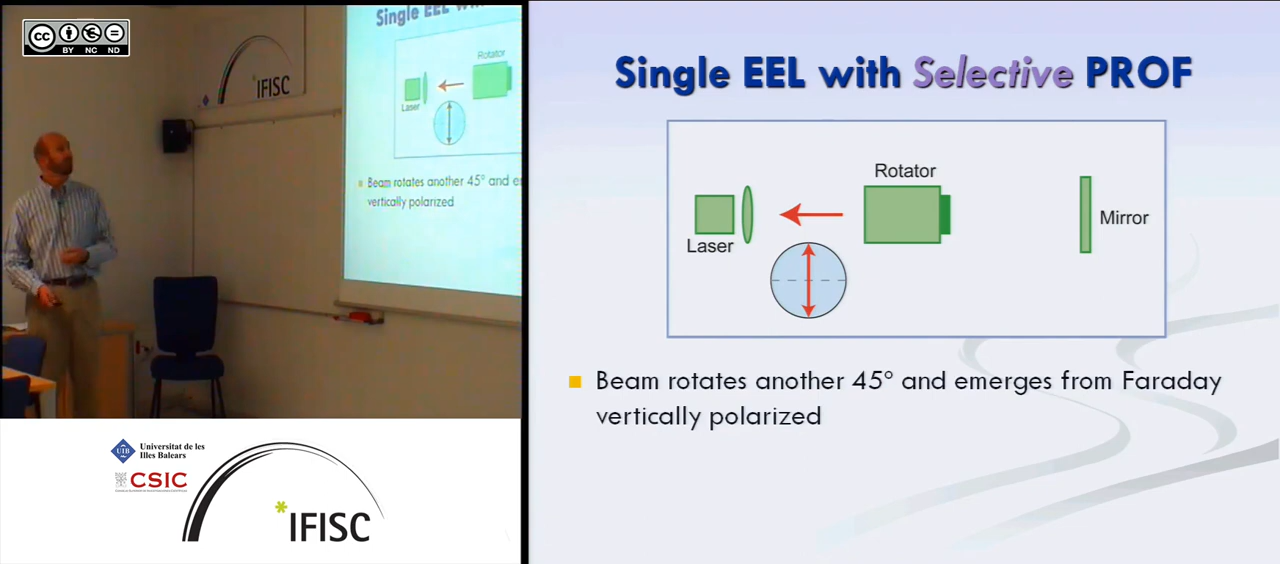 cc
BY NC ND
IFISC
Single EEL w
Rotator
Laser
Beam rotates another 45° and e
vertically polarized
Universitat de les
Illes Balears
UIB
CSIC
IFISC
Single EEL with Selective PROF
Rotator
Laser
Mirror
Beam rotates another 45° and emerges from Faraday
vertically polarized